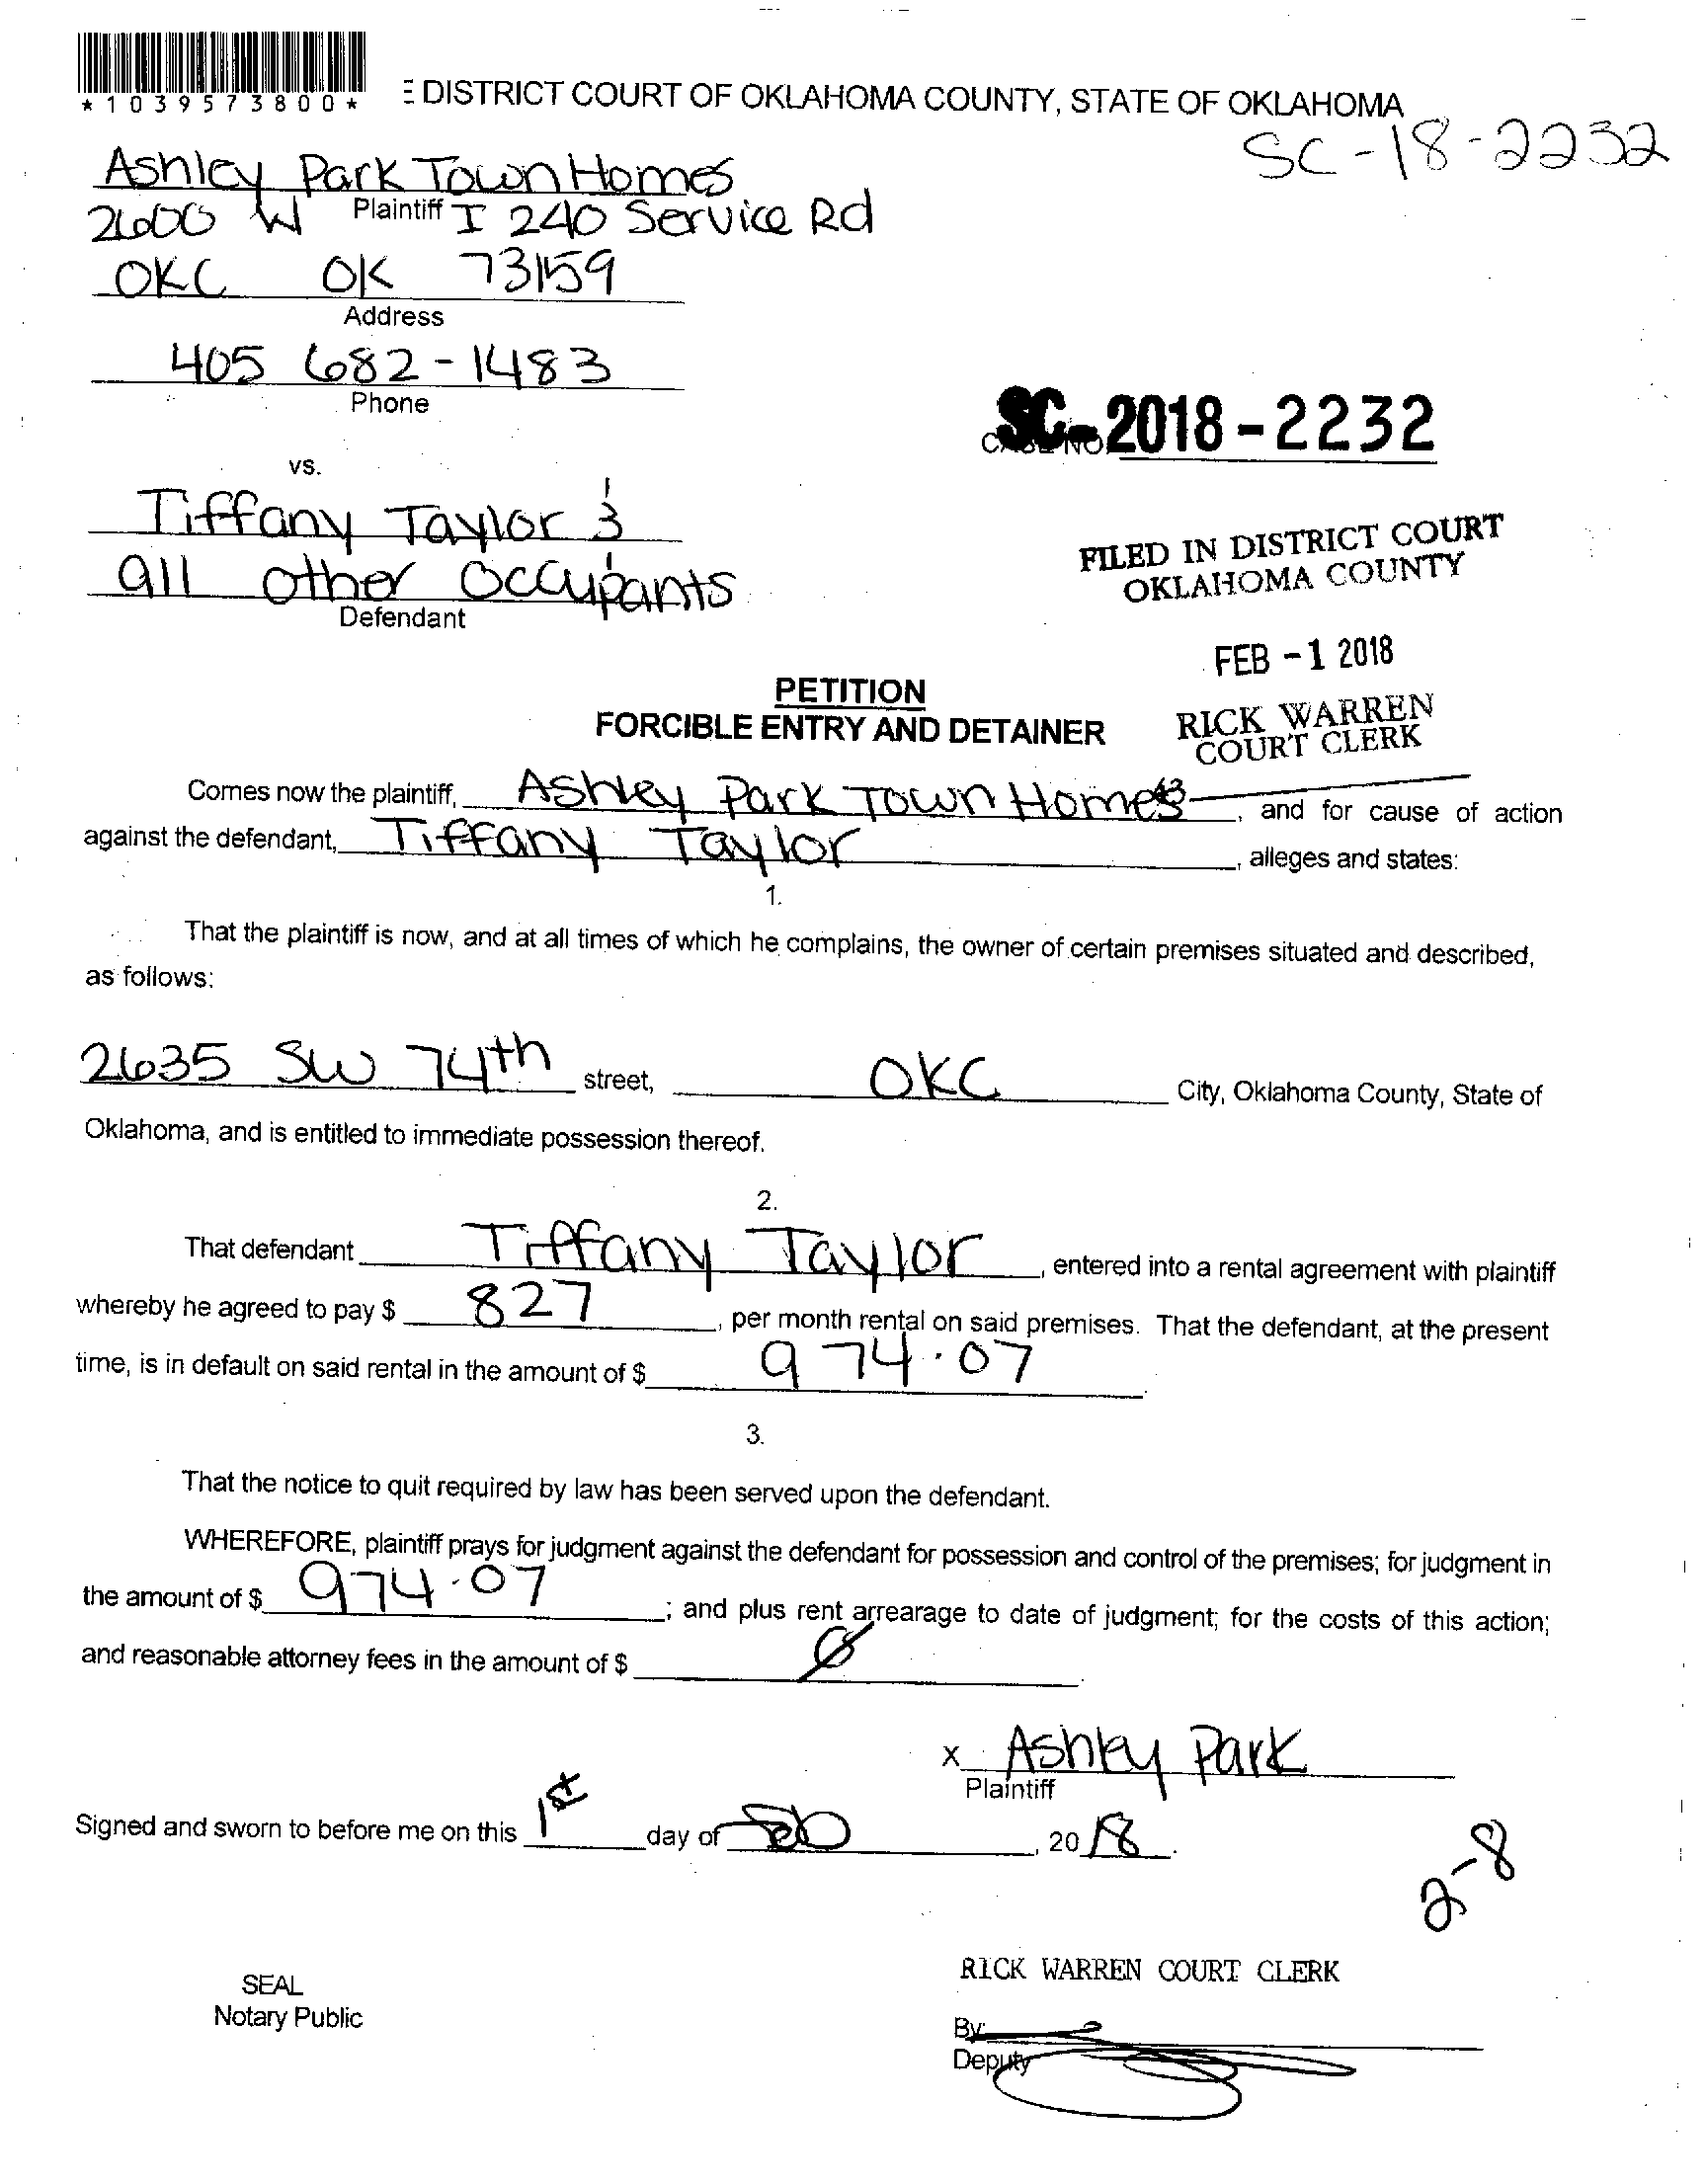 *1039573800*
E DISTRICT COURT OF OKLAHOMA COUNTY, STATE OF OKLAHOMA
SC-18-2232
Ashley Park Town Homes
Plaintiff
2600 W I 240 Service Rd
OKC OK 73159
Address
405 682-1483
Phone
SC-2018-2232
CASE NO.
vs.
Tiffany Taylor &
all other occupants
Defendant
FILED IN DISTRICT COURT
OKLAHOMA COUNTY
FEB -1 2018
RICK WARREN
COURT CLERK
PETITION
FORCIBLE ENTRY AND DETAINER
Comes now the plaintiff, Ashley Park Town Homes, and for cause of action
against the defendant, Tiffany Taylor, alleges and states:
1.
That the plaintiff is now, and at all times of which he complains, the owner of certain premises situated and described,
as follows:
2635 SW 74th street, OKC City, Oklahoma County, State of
Oklahoma, and is entitled to immediate possession thereof.
2.
That defendant Tiffany Taylor, entered into a rental agreement with plaintiff
whereby he agreed to pay $ 827, per month rental on said premises. That the defendant, at the present
time, is in default on said rental in the amount of $ 974.07.
3.
That the notice to quit required by law has been served upon the defendant.
WHEREFORE, plaintiff prays for judgment against the defendant for possession and control of the premises; for judgment in
the amount of $ 974.07; and plus rent arrearage to date of judgment; for the costs of this action;
and reasonable attorney fees in the amount of $ Ø
x Ashley Park
Plaintiff
Signed and sworn to before me on this 1st day of Feb, 20 18.
2-8
RICK WARREN COURT CLERK
SEAL
Notary Public
By:
Deputy